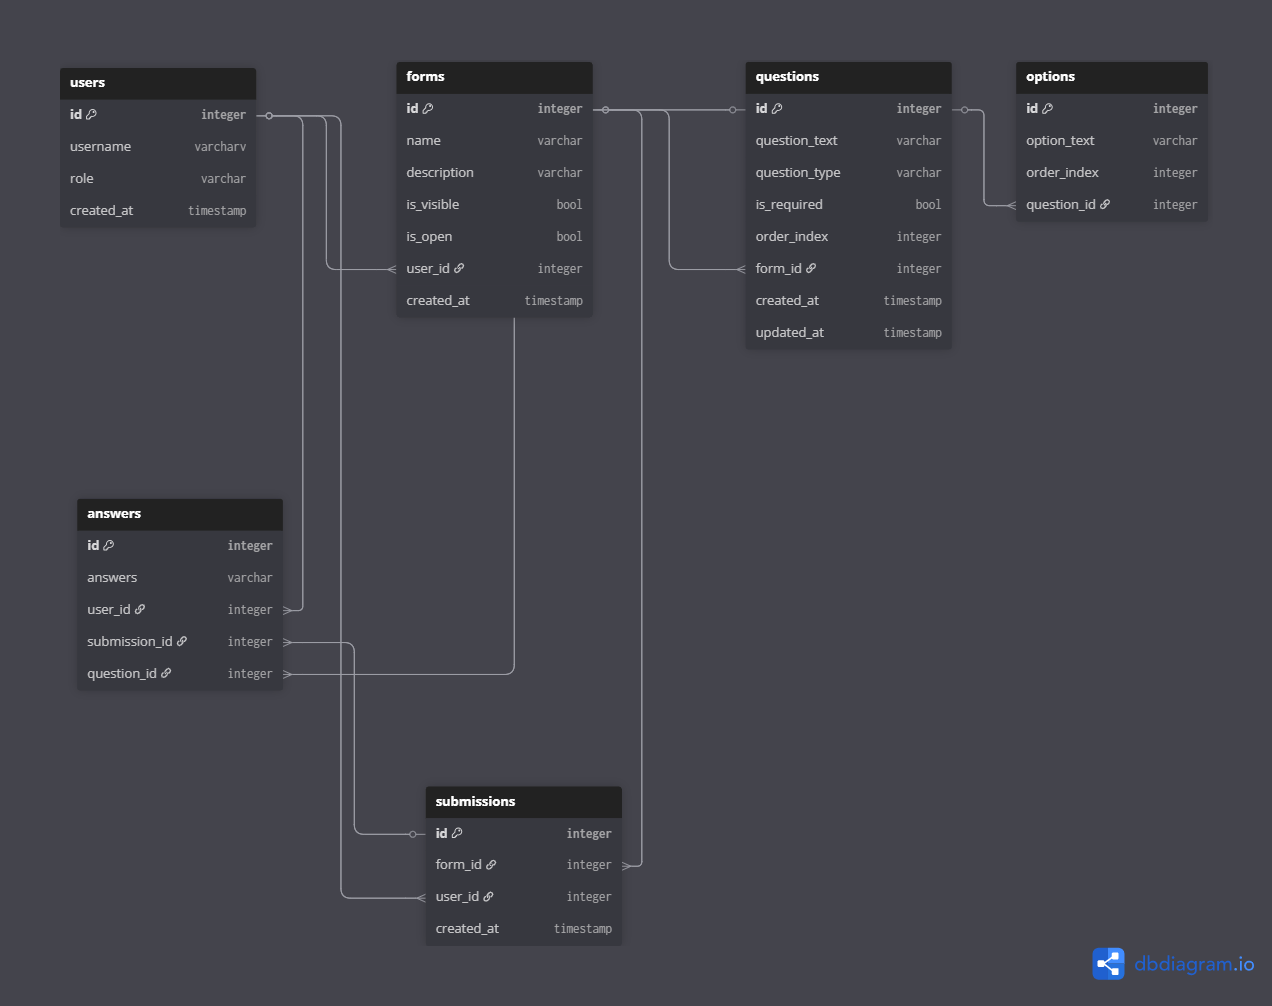 users
id integer
username varcharv
role varchar
created_at timestamp
forms
id integer
name varchar
description varchar
is_visible bool
is_open bool
user_id integer
created_at timestamp
questions
id integer
question_text varchar
question_type varchar
is_required bool
order_index integer
form_id integer
created_at timestamp
updated_at timestamp
options
id integer
option_text varchar
order_index integer
question_id integer
answers
id integer
answers varchar
user_id integer
submission_id integer
question_id integer
submissions
id integer
form_id integer
user_id integer
created_at timestamp
dbdiagram.io